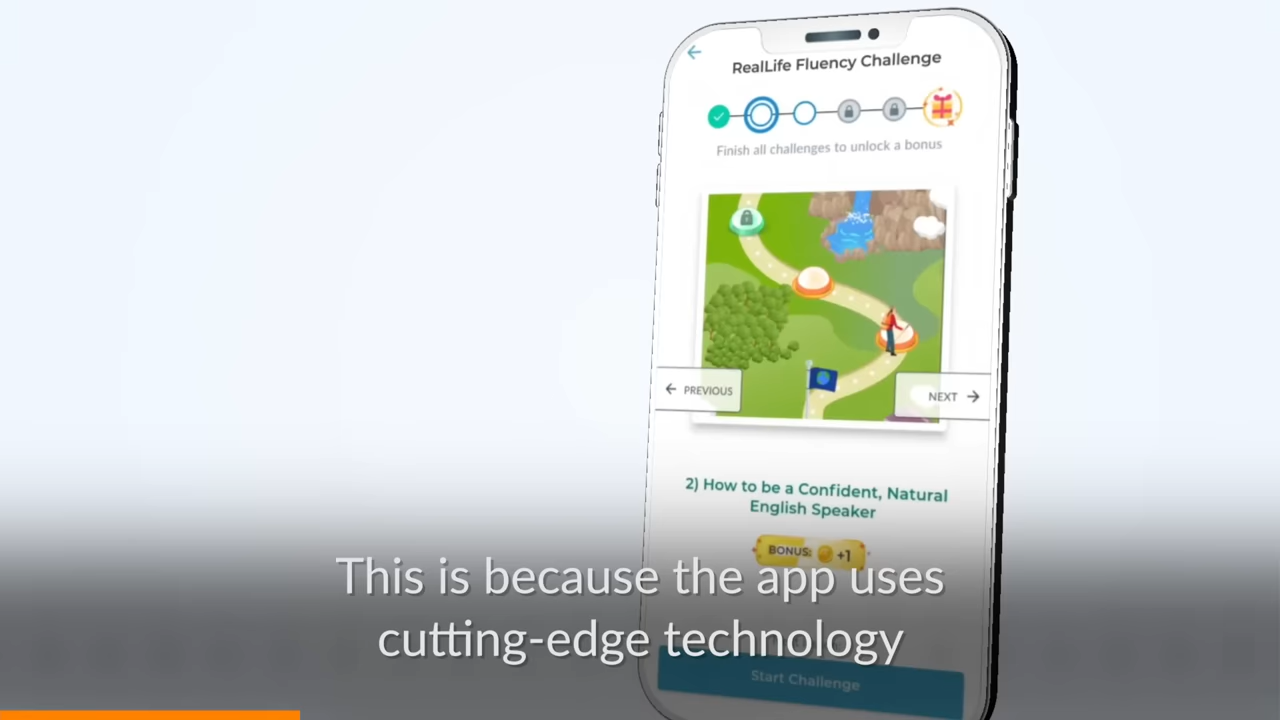 RealLife Fluency Challenge
Finish all challenges to unlock a bonus
← PREVIOUS
NEXT →
2) How to be a Confident, Natural
English Speaker
BONUS: +1
This is because the app uses
cutting-edge technology
Start Challenge